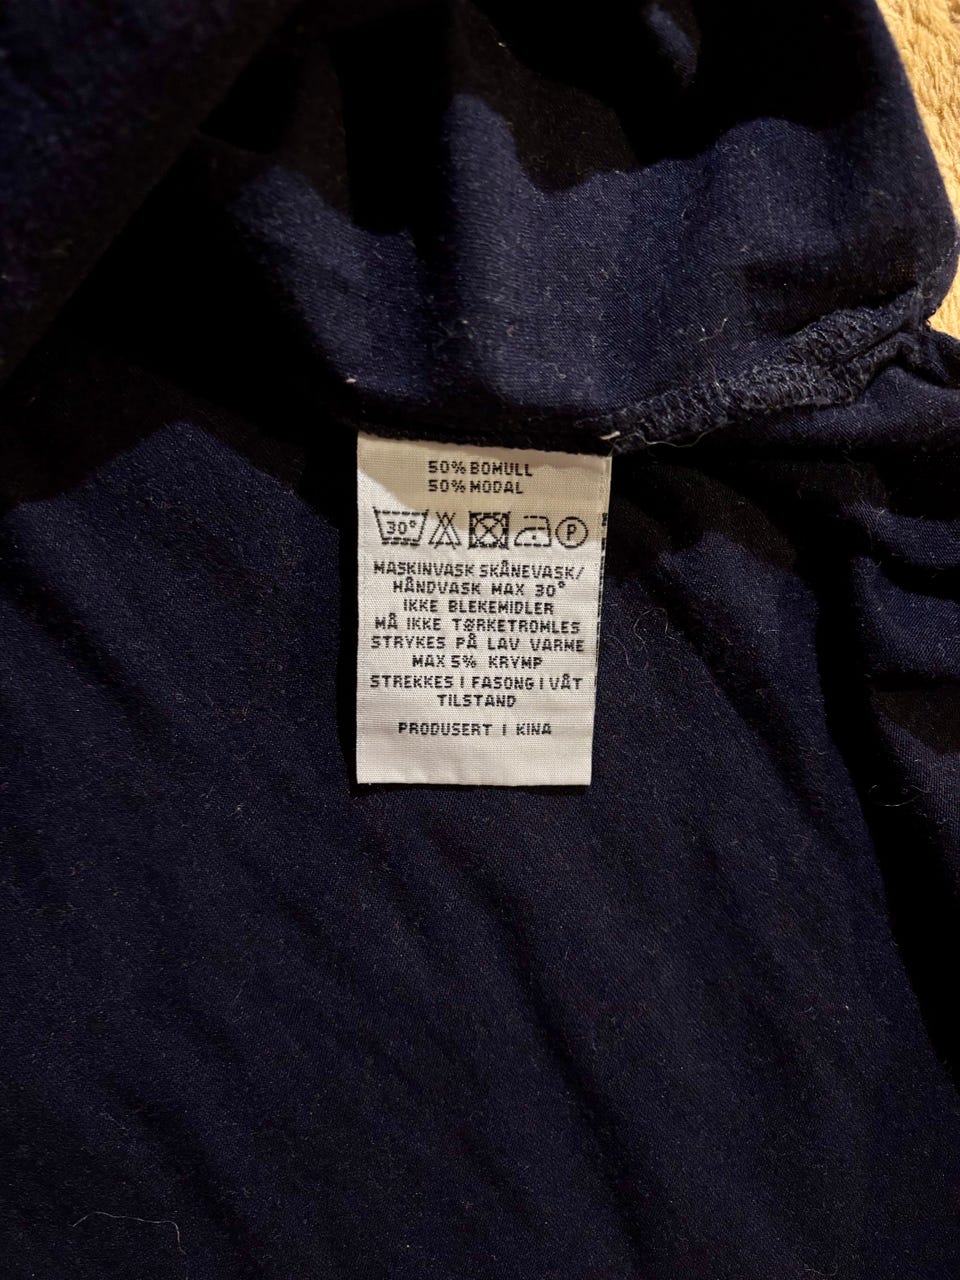 50% BOMULL
50% MODAL
30° P
MASKINVASK SKÅNEVASK/
HÅNDVASK MAX 30°
IKKE BLEKEMIDLER
MÅ IKKE TØRKETROMLES
STRYKES PÅ LAV VARME
MAX 5% KRYMP
STREKKES I FASONG I VÅT
TILSTAND
PRODUSERT I KINA